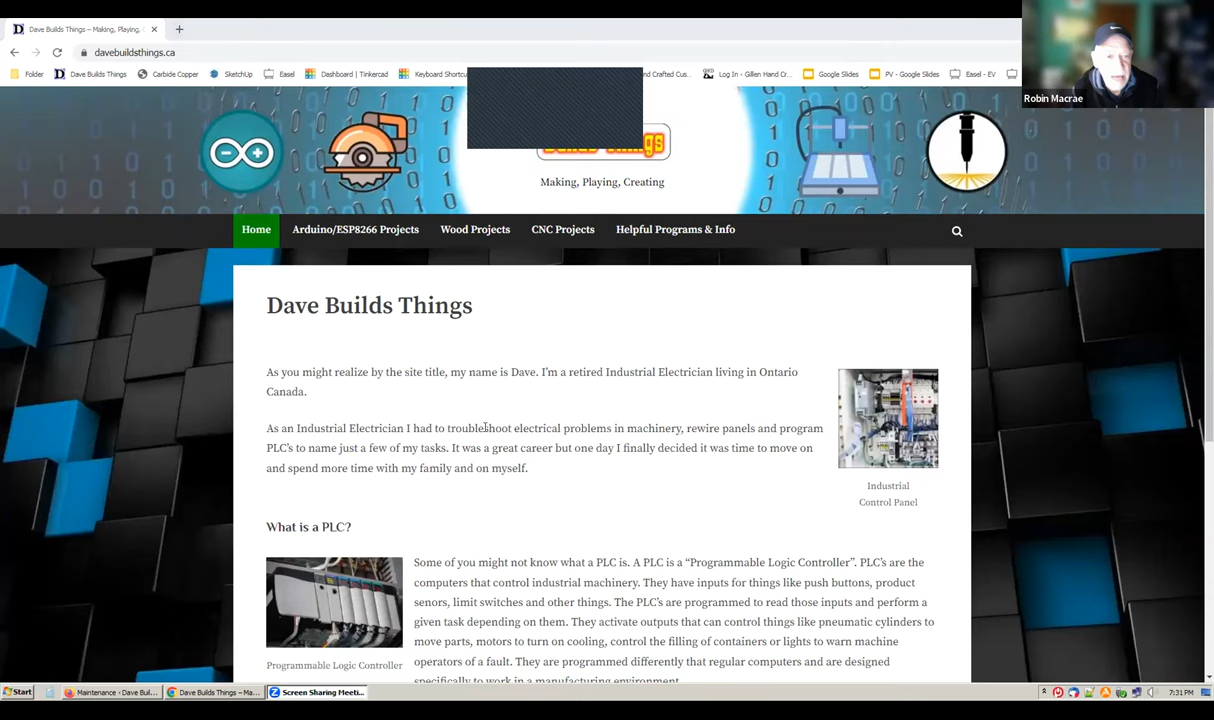 Dave Builds Things – Making, Playing, C
davebuildsthings.ca
Folder Dave Builds Things Carbide Copper SketchUp Easel Dashboard | Tinkercad Keyboard Shortcu and Crafted Cus... Log In - Gillen Hand Cr... Google Slides PV - Google Slides Easel - EV
Robin Macrae
Things
Making, Playing, Creating
Home Arduino/ESP8266 Projects Wood Projects CNC Projects Helpful Programs & Info
Dave Builds Things
As you might realize by the site title, my name is Dave. I'm a retired Industrial Electrician living in Ontario
Canada.
As an Industrial Electrician I had to troubleshoot electrical problems in machinery, rewire panels and program
PLC's to name just a few of my tasks. It was a great career but one day I finally decided it was time to move on
and spend more time with my family and on myself.
Industrial
Control Panel
What is a PLC?
Some of you might not know what a PLC is. A PLC is a “Programmable Logic Controller”. PLC's are the
computers that control industrial machinery. They have inputs for things like push buttons, product
senors, limit switches and other things. The PLC's are programmed to read those inputs and perform a
given task depending on them. They activate outputs that can control things like pneumatic cylinders to
move parts, motors to turn on cooling, control the filling of containers or lights to warn machine
operators of a fault. They are programmed differently that regular computers and are designed
specifically to work in a manufacturing environment.
Programmable Logic Controller
Start Maintenance ‹ Dave Buil... Dave Builds Things – Ma... Screen Sharing Meeti... 7:31 PM